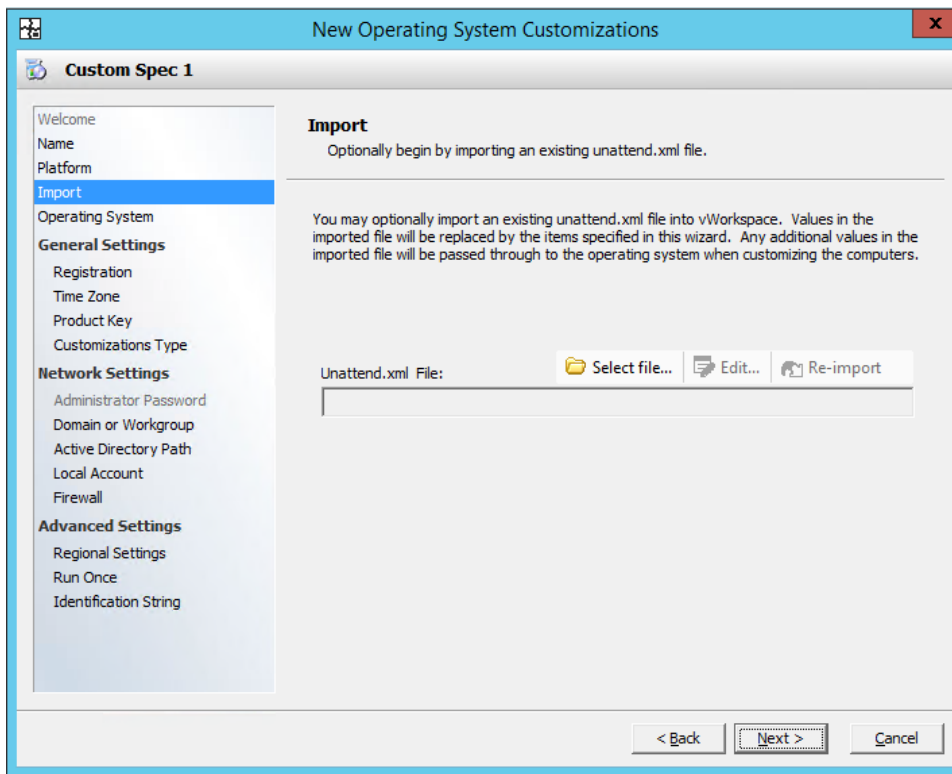 New Operating System Customizations
x
Custom Spec 1
Welcome
Name
Platform
Import
Operating System
General Settings
Registration
Time Zone
Product Key
Customizations Type
Network Settings
Administrator Password
Domain or Workgroup
Active Directory Path
Local Account
Firewall
Advanced Settings
Regional Settings
Run Once
Identification String
Import
Optionally begin by importing an existing unattend.xml file.
You may optionally import an existing unattend.xml file into vWorkspace. Values in the
imported file will be replaced by the items specified in this wizard. Any additional values in the
imported file will be passed through to the operating system when customizing the computers.
Unattend.xml File:
Select file... Edit... Re-import
< Back Next > Cancel